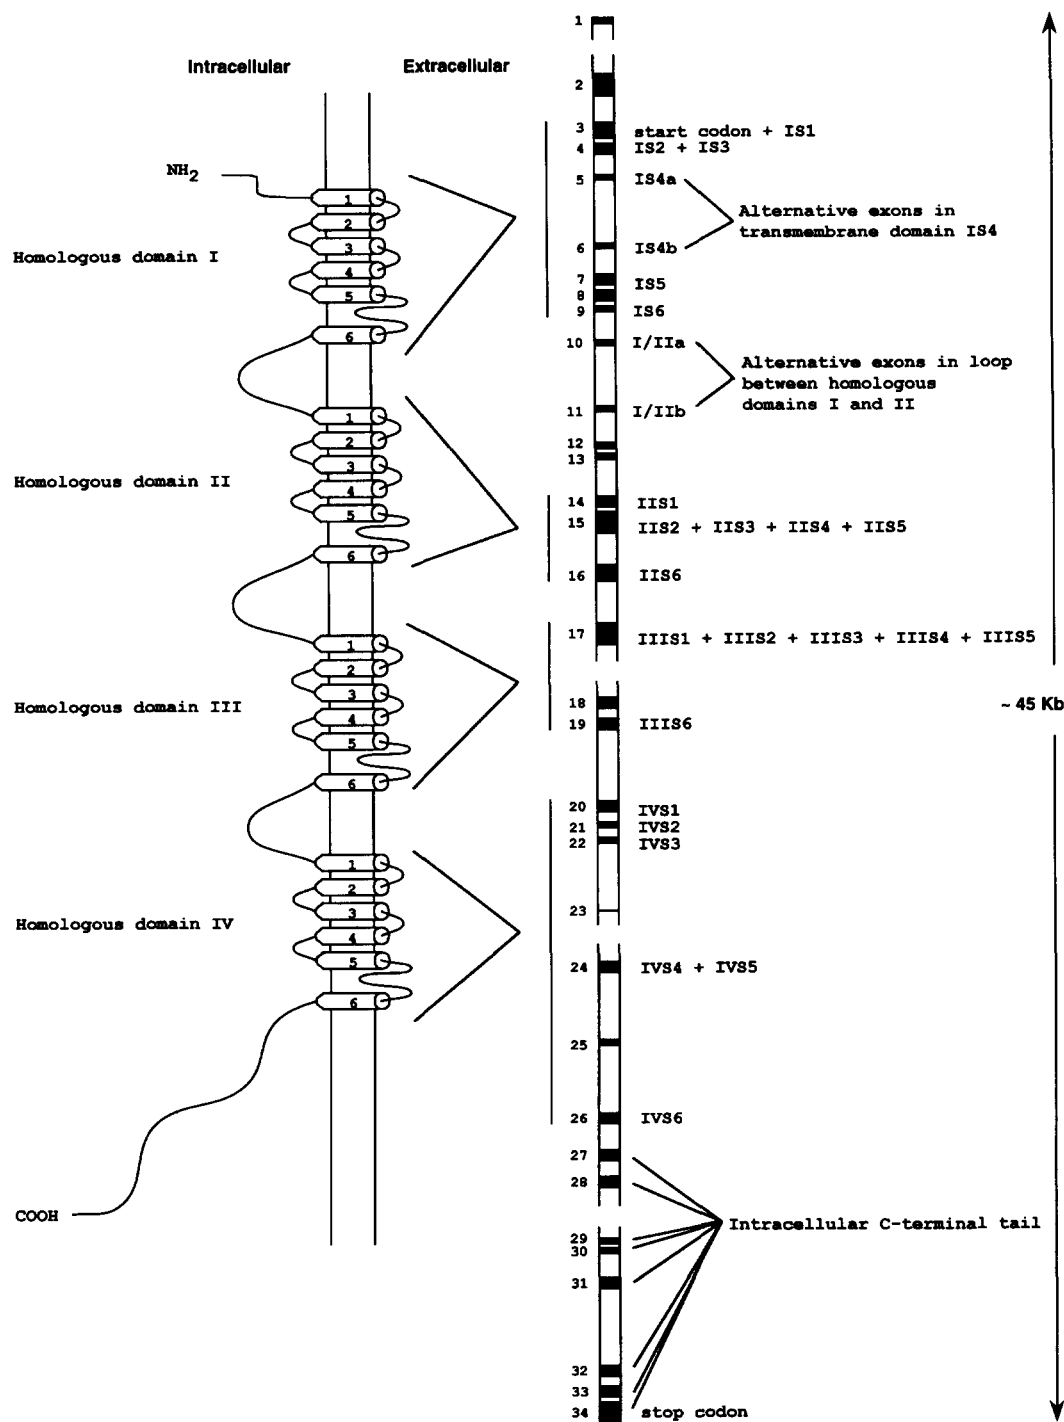 Intracellular
Extracellular
NH2
Homologous domain I
1
2
3
4
5
6
Homologous domain II
1
2
3
4
5
6
Homologous domain III
1
2
3
4
5
6
Homologous domain IV
1
2
3
4
5
6
COOH
1
2
3 start codon + IS1
4 IS2 + IS3
5 IS4a
Alternative exons in
transmembrane domain IS4
6 IS4b
7
IS5
8
9 IS6
10 I/IIa
Alternative exons in loop
between homologous
domains I and II
11 I/IIb
12
13
14 IIS1
15 IIS2 + IIS3 + IIS4 + IIS5
16 IIS6
17 IIIS1 + IIIS2 + IIIS3 + IIIS4 + IIIS5
18
~ 45 Kb
19 IIIS6
20 IVS1
21 IVS2
22 IVS3
23
24 IVS4 + IVS5
25
26 IVS6
27
28
Intracellular C-terminal tail
29
30
31
32
33
34 stop codon